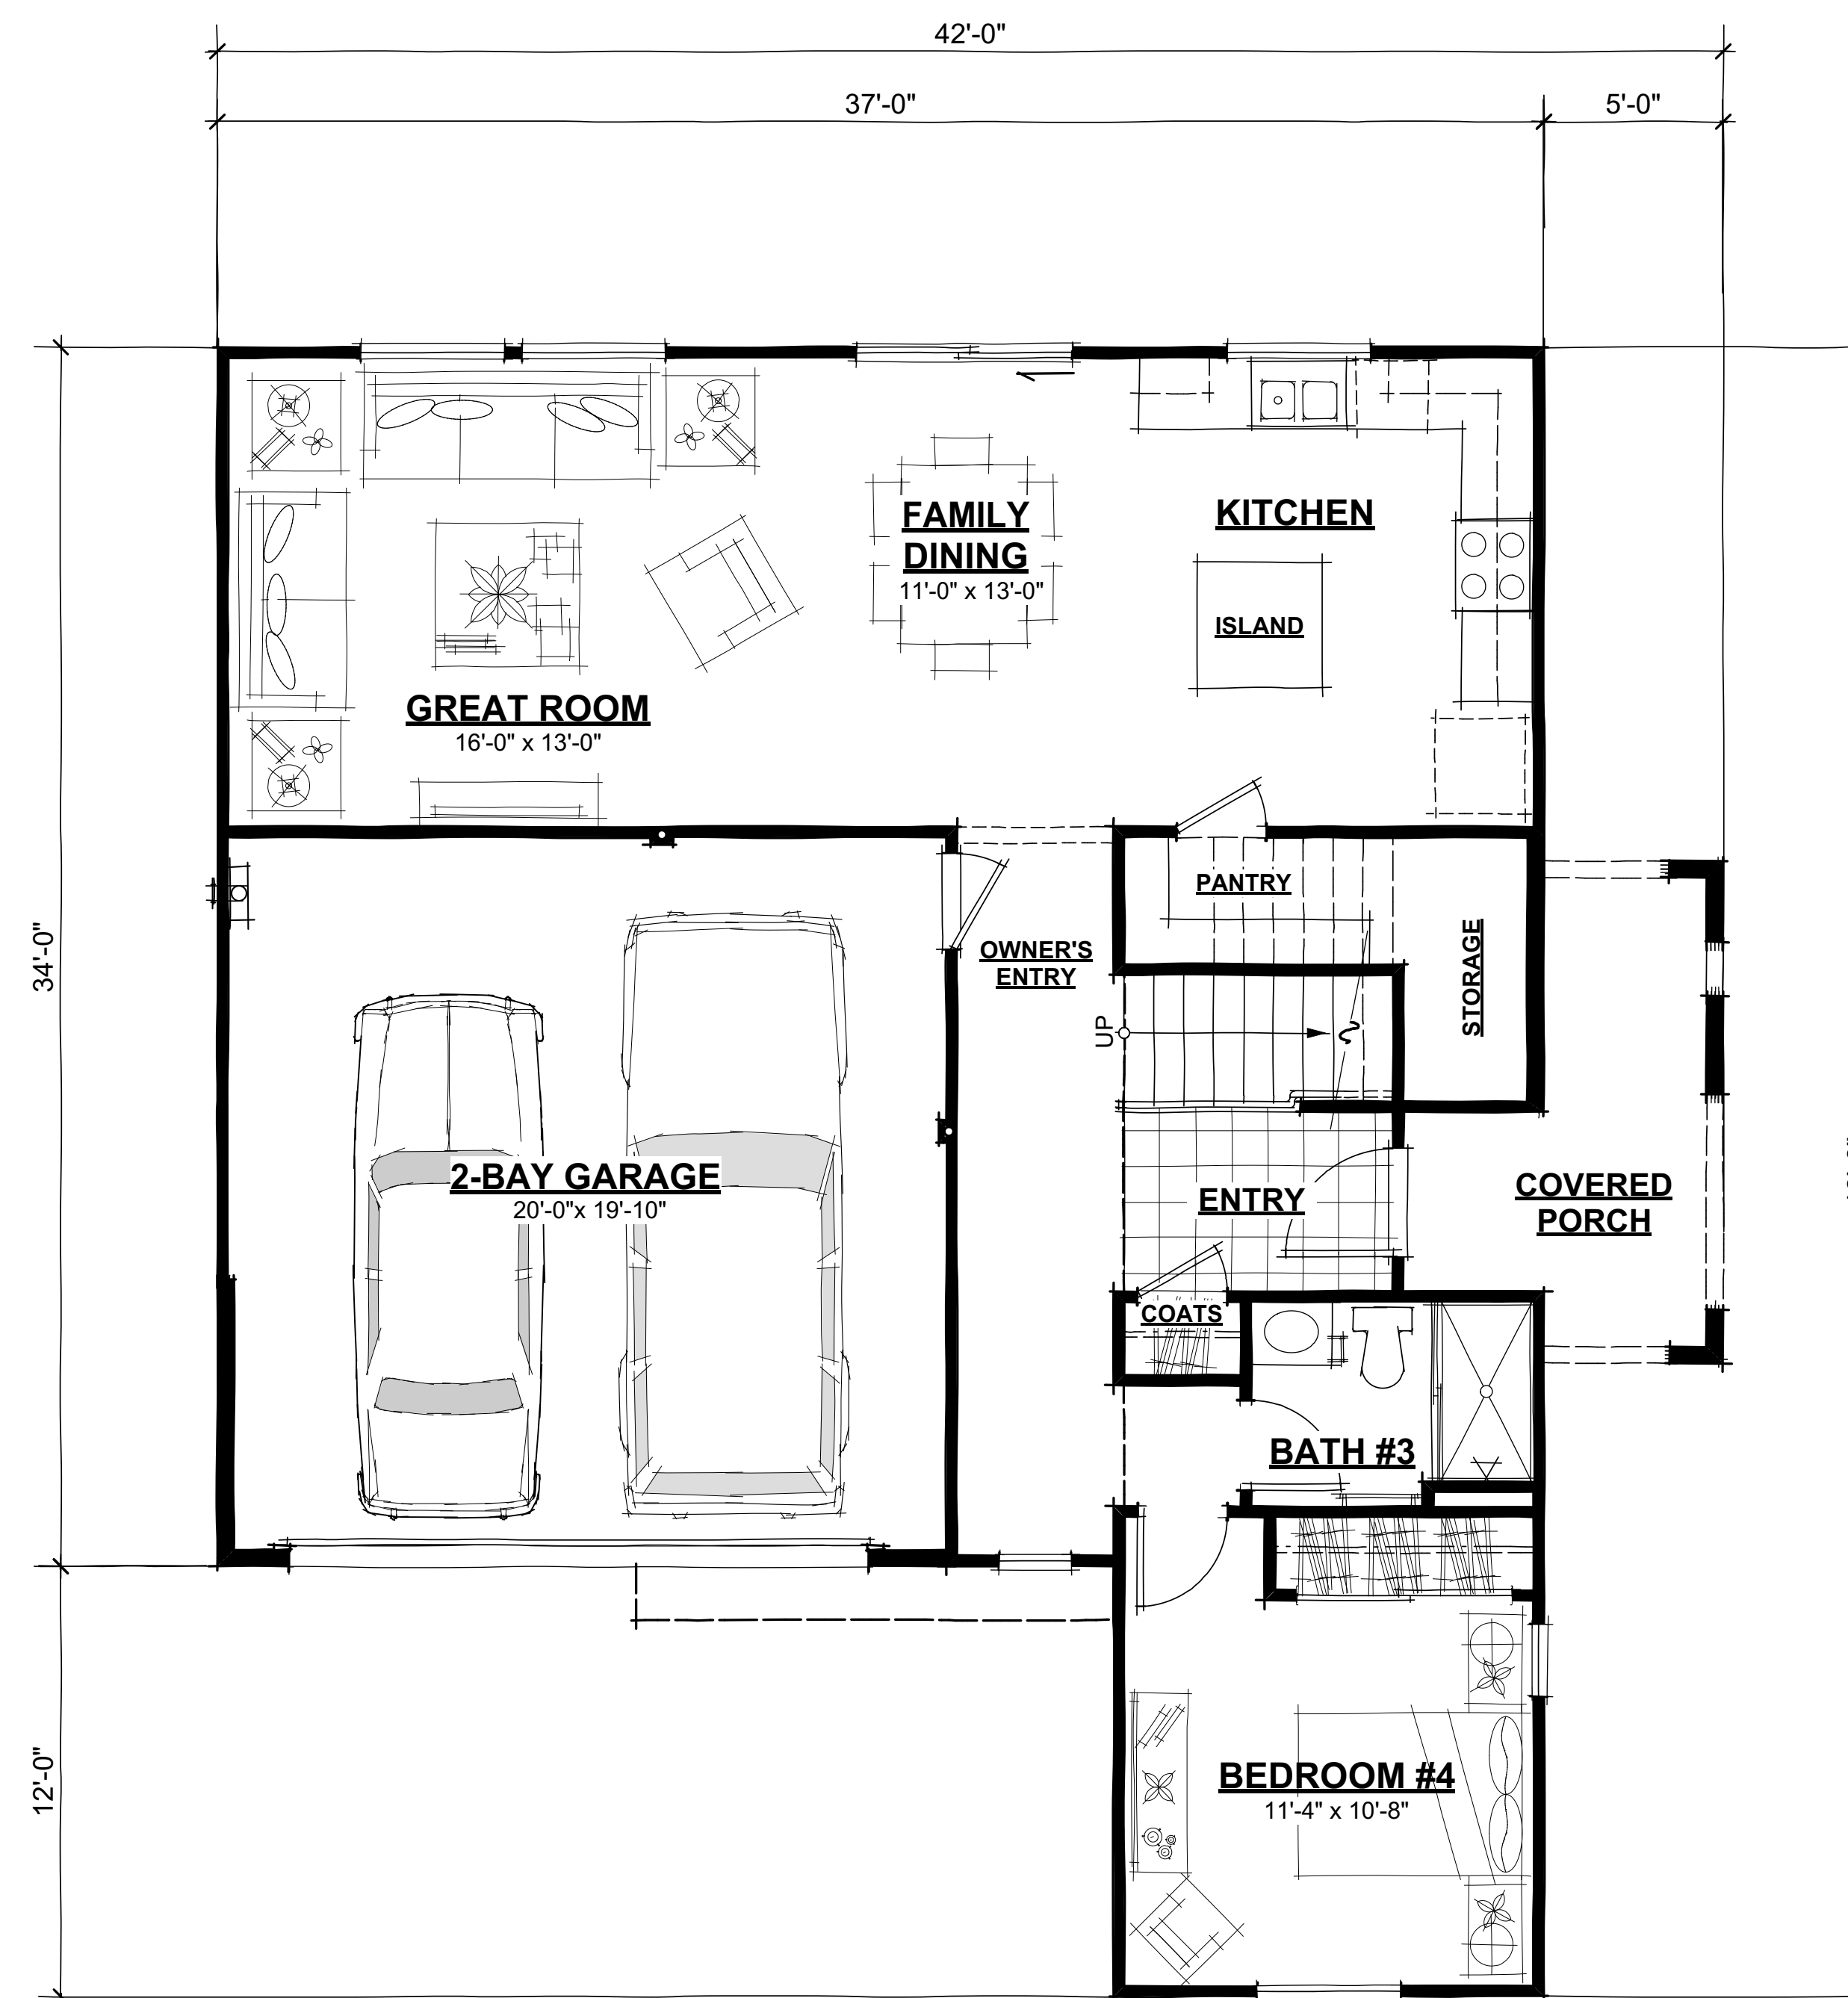 42'-0"
37'-0"
5'-0"
FAMILY
DINING
11'-0" x 13'-0"
KITCHEN
ISLAND
GREAT ROOM
16'-0" x 13'-0"
PANTRY
STORAGE
OWNER'S
ENTRY
34'-0"
UP
2-BAY GARAGE
20'-0"x 19'-10"
ENTRY
COVERED
PORCH
COATS
BATH #3
BEDROOM #4
11'-4" x 10'-8"
12'-0"